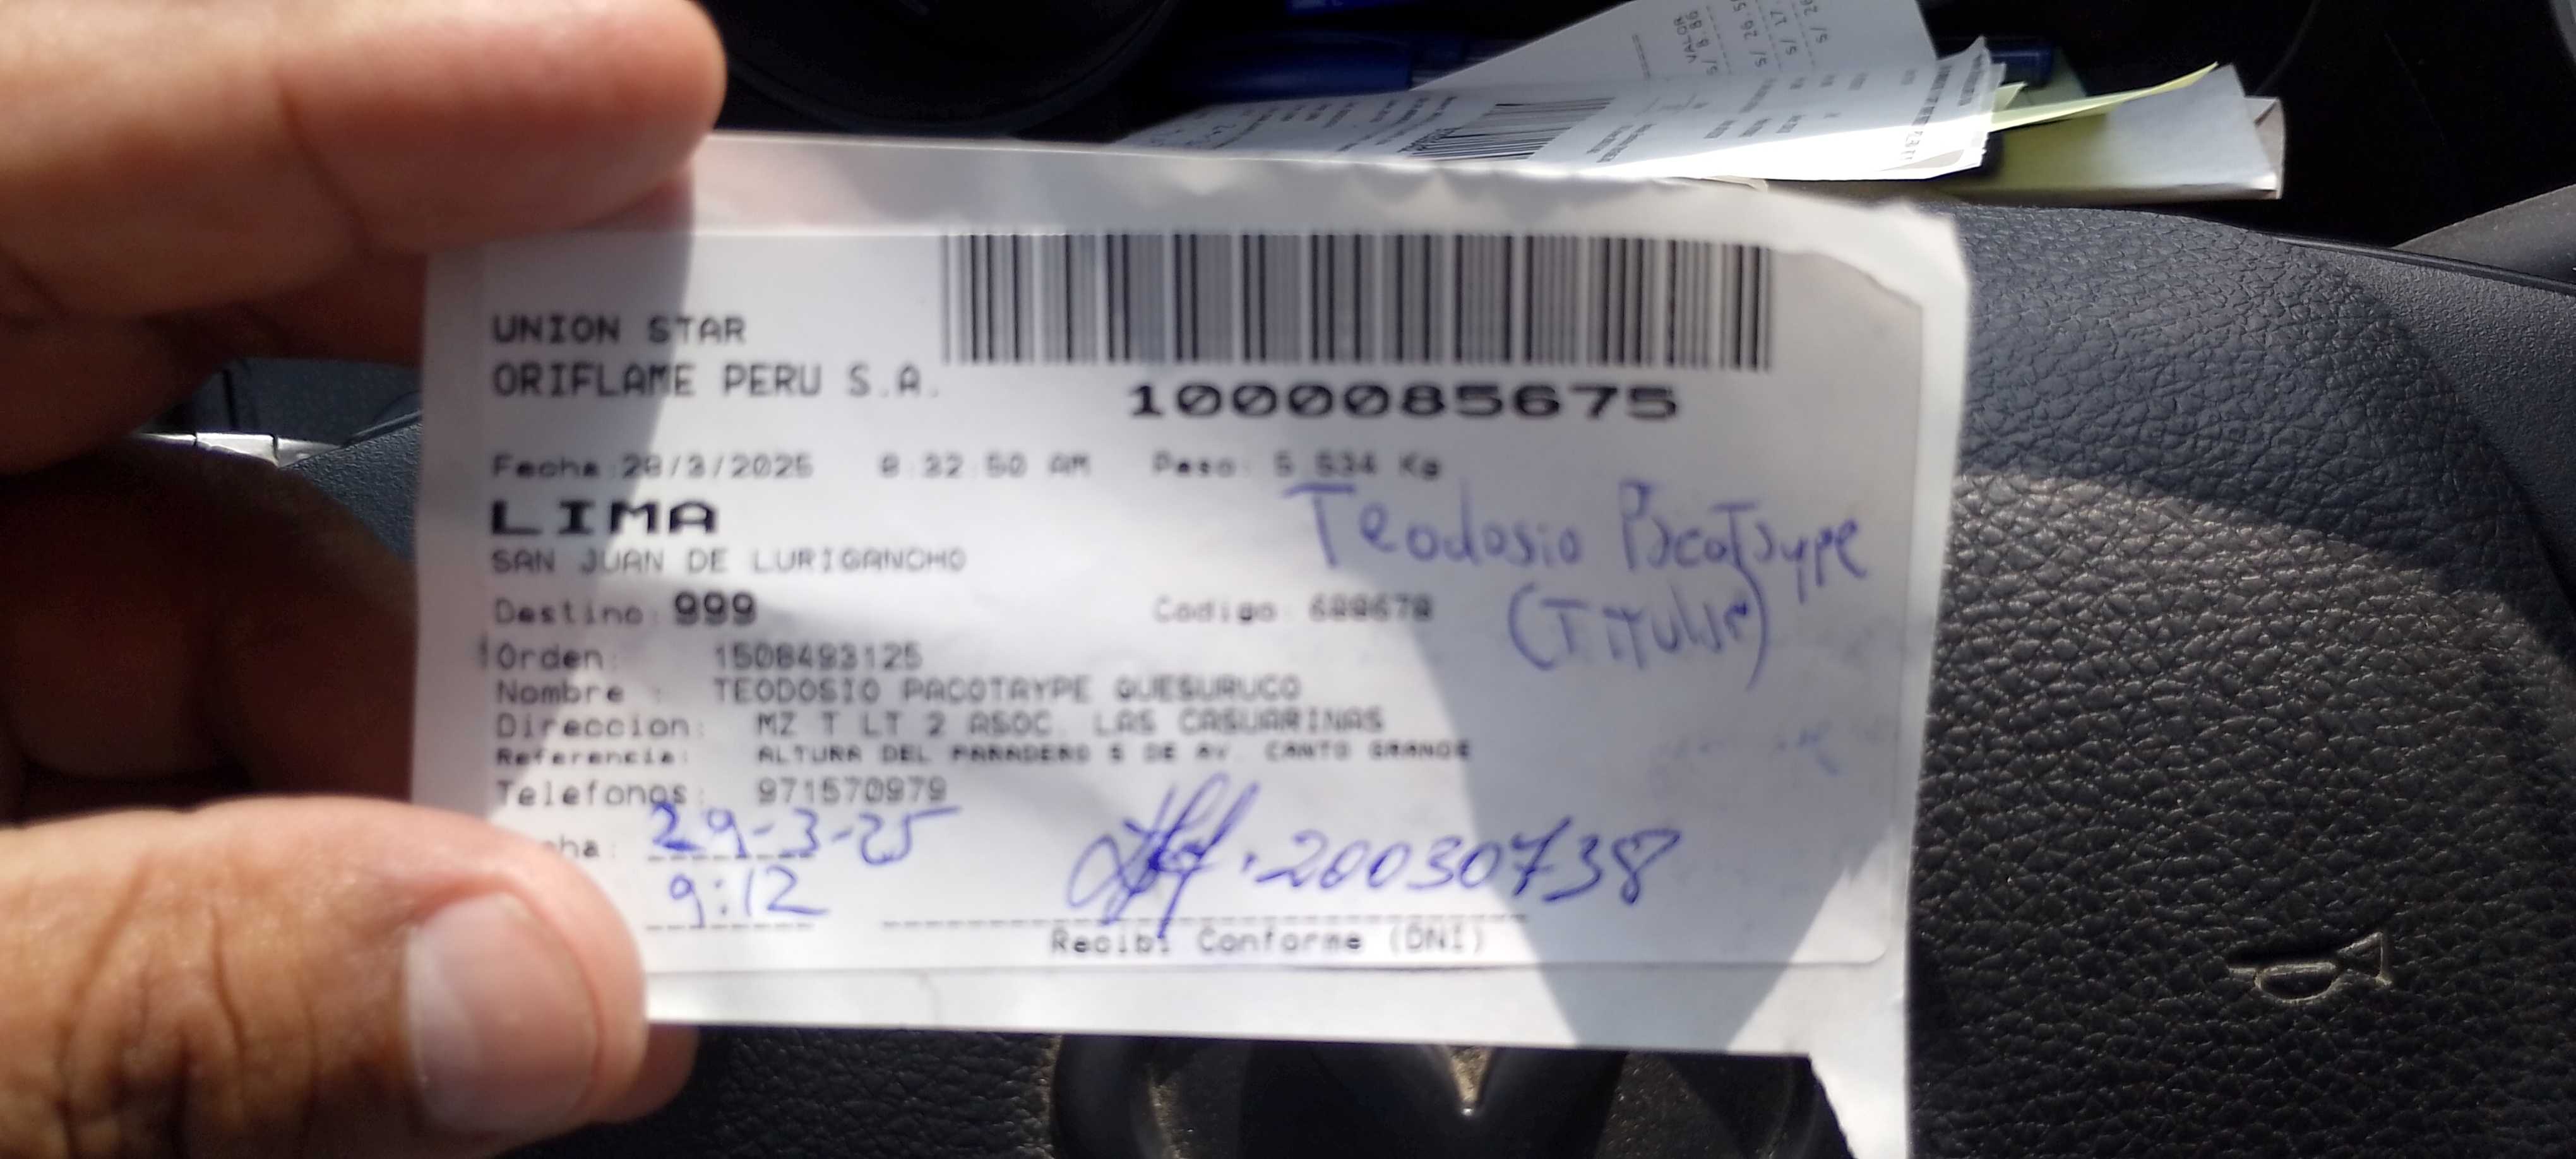 UNION STAR
ORIFLAME PERU S.A.
1000085675
Fecha: 28/3/2025 8:32:50 AM Peso: 5.534 Kg
LIMA
SAN JUAN DE LURIGANCHO
Teodosio Pacotaype
(Titular)
Destino: 999 Codigo:
Orden: 1508493125
Nombre : TEODOSIO PACOTAYPE QUESURUCO
Direccion: MZ T LT 2 ASOC. LAS CASUARINAS
Referencia: ALTURA DEL PARADERO 5 DE AV. CANTO GRANDE
Telefonos: 971570979
ha: 29-3-25
9:12
20030738
Recibi Conforme (DNI)